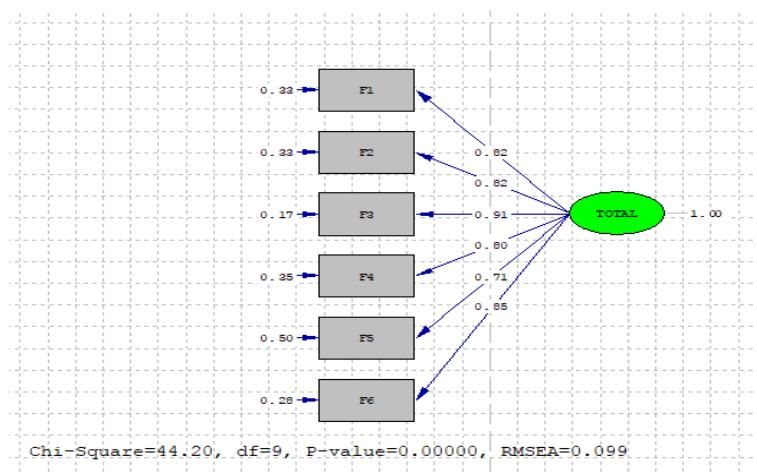 0.33 F1
0.82
0.33 F2
0.82
0.17 F3 0.91 TOTAL 1.00
0.80
0.35 F4
0.71
0.85
0.50 F5
0.28 F6
Chi-Square=44.20, df=9, P-value=0.00000, RMSEA=0.099